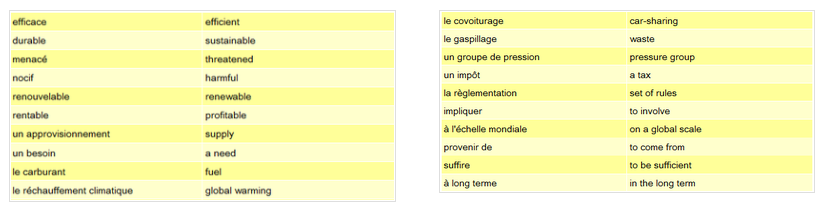 efficace efficient
durable sustainable
menacé threatened
nocif harmful
renouvelable renewable
rentable profitable
un approvisionnement supply
un besoin a need
le carburant fuel
le réchauffement climatique global warming
le covoiturage car-sharing
le gaspillage waste
un groupe de pression pressure group
un impôt a tax
la règlementation set of rules
impliquer to involve
à l'échelle mondiale on a global scale
provenir de to come from
suffire to be sufficient
à long terme in the long term